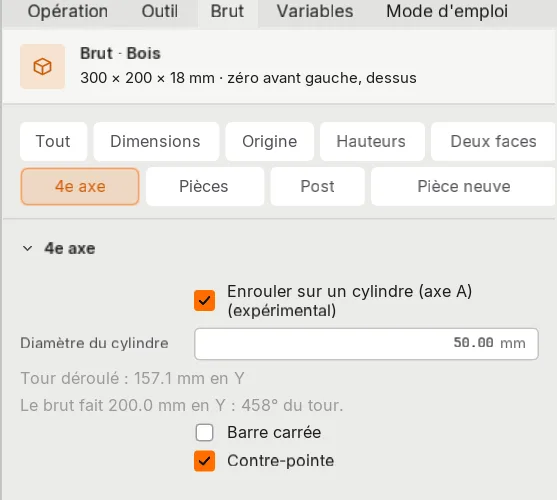 Opération Outil Brut Variables Mode d'emploi
Brut · Bois
300 × 200 × 18 mm · zéro avant gauche, dessus
Tout Dimensions Origine Hauteurs Deux faces
4e axe Pièces Post Pièce neuve
4e axe
Enrouler sur un cylindre (axe A)
(expérimental)
Diamètre du cylindre 50.00 mm
Tour déroulé : 157.1 mm en Y
Le brut fait 200.0 mm en Y : 458° du tour.
Barre carrée
Contre-pointe